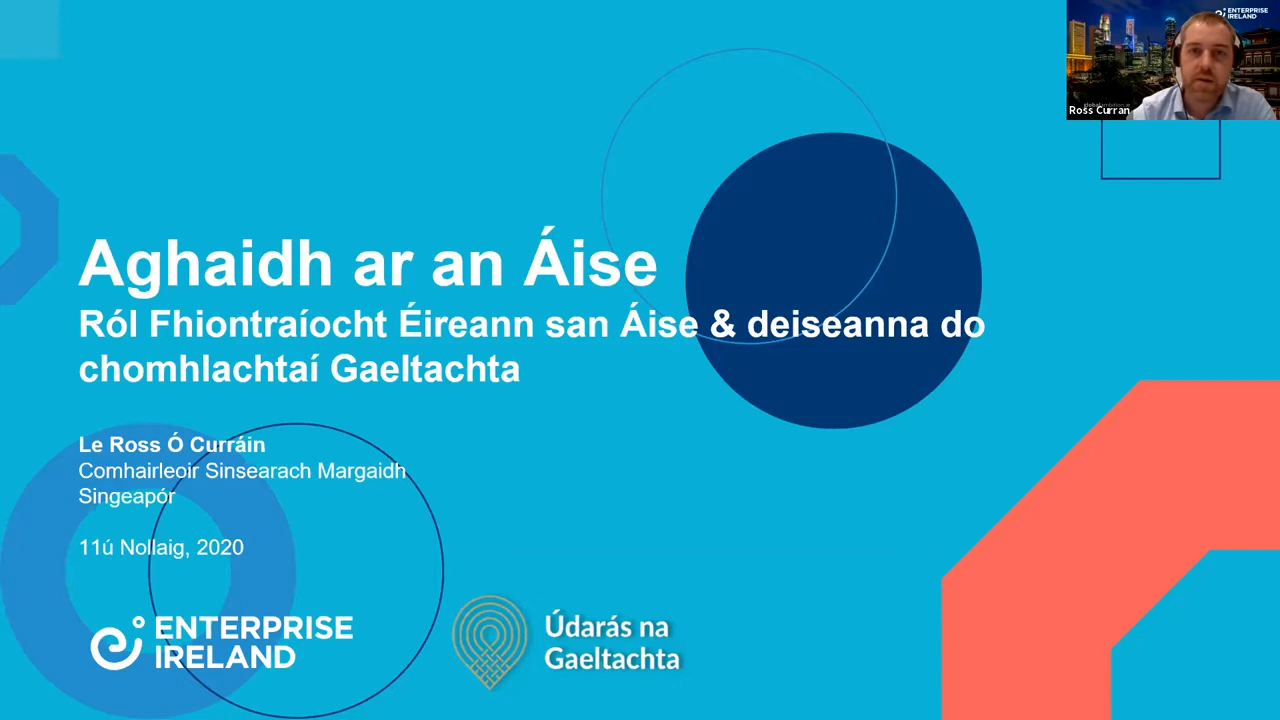 Aghaidh ar an Áise
Ról Fhiontraíocht Éireann san Áise & deiseanna do
chomhlachtaí Gaeltachta
Le Ross Ó Curráin
Comhairleoir Sinsearach Margaidh
Singeapór
11ú Nollaig, 2020
ENTERPRISE
IRELAND
Údarás na
Gaeltachta
ENTERPRISE
IRELAND
Ross Curran